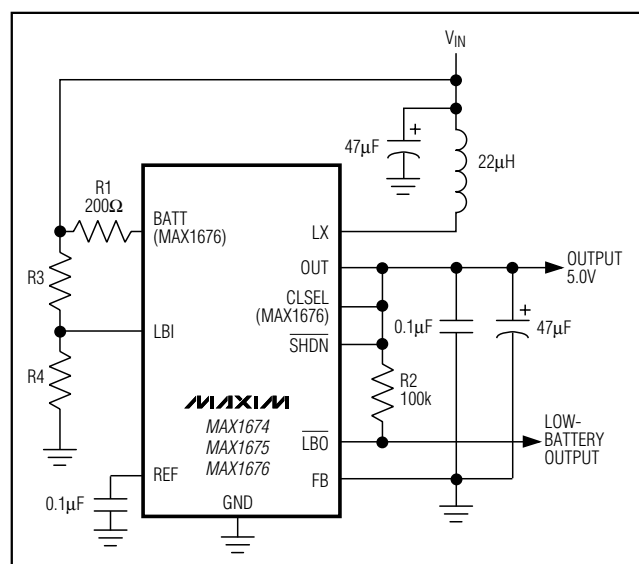 V_IN
47µF
+
22µH
R1
200Ω
BATT
(MAX1676)
LX
OUT
OUTPUT
5.0V
R3
CLSEL
(MAX1676)
0.1µF
+
47µF
LBI
SHDN
R4
R2
100k
MAXIM
MAX1674
MAX1675
MAX1676
LBO
LOW-
BATTERY
OUTPUT
REF
FB
0.1µF
GND